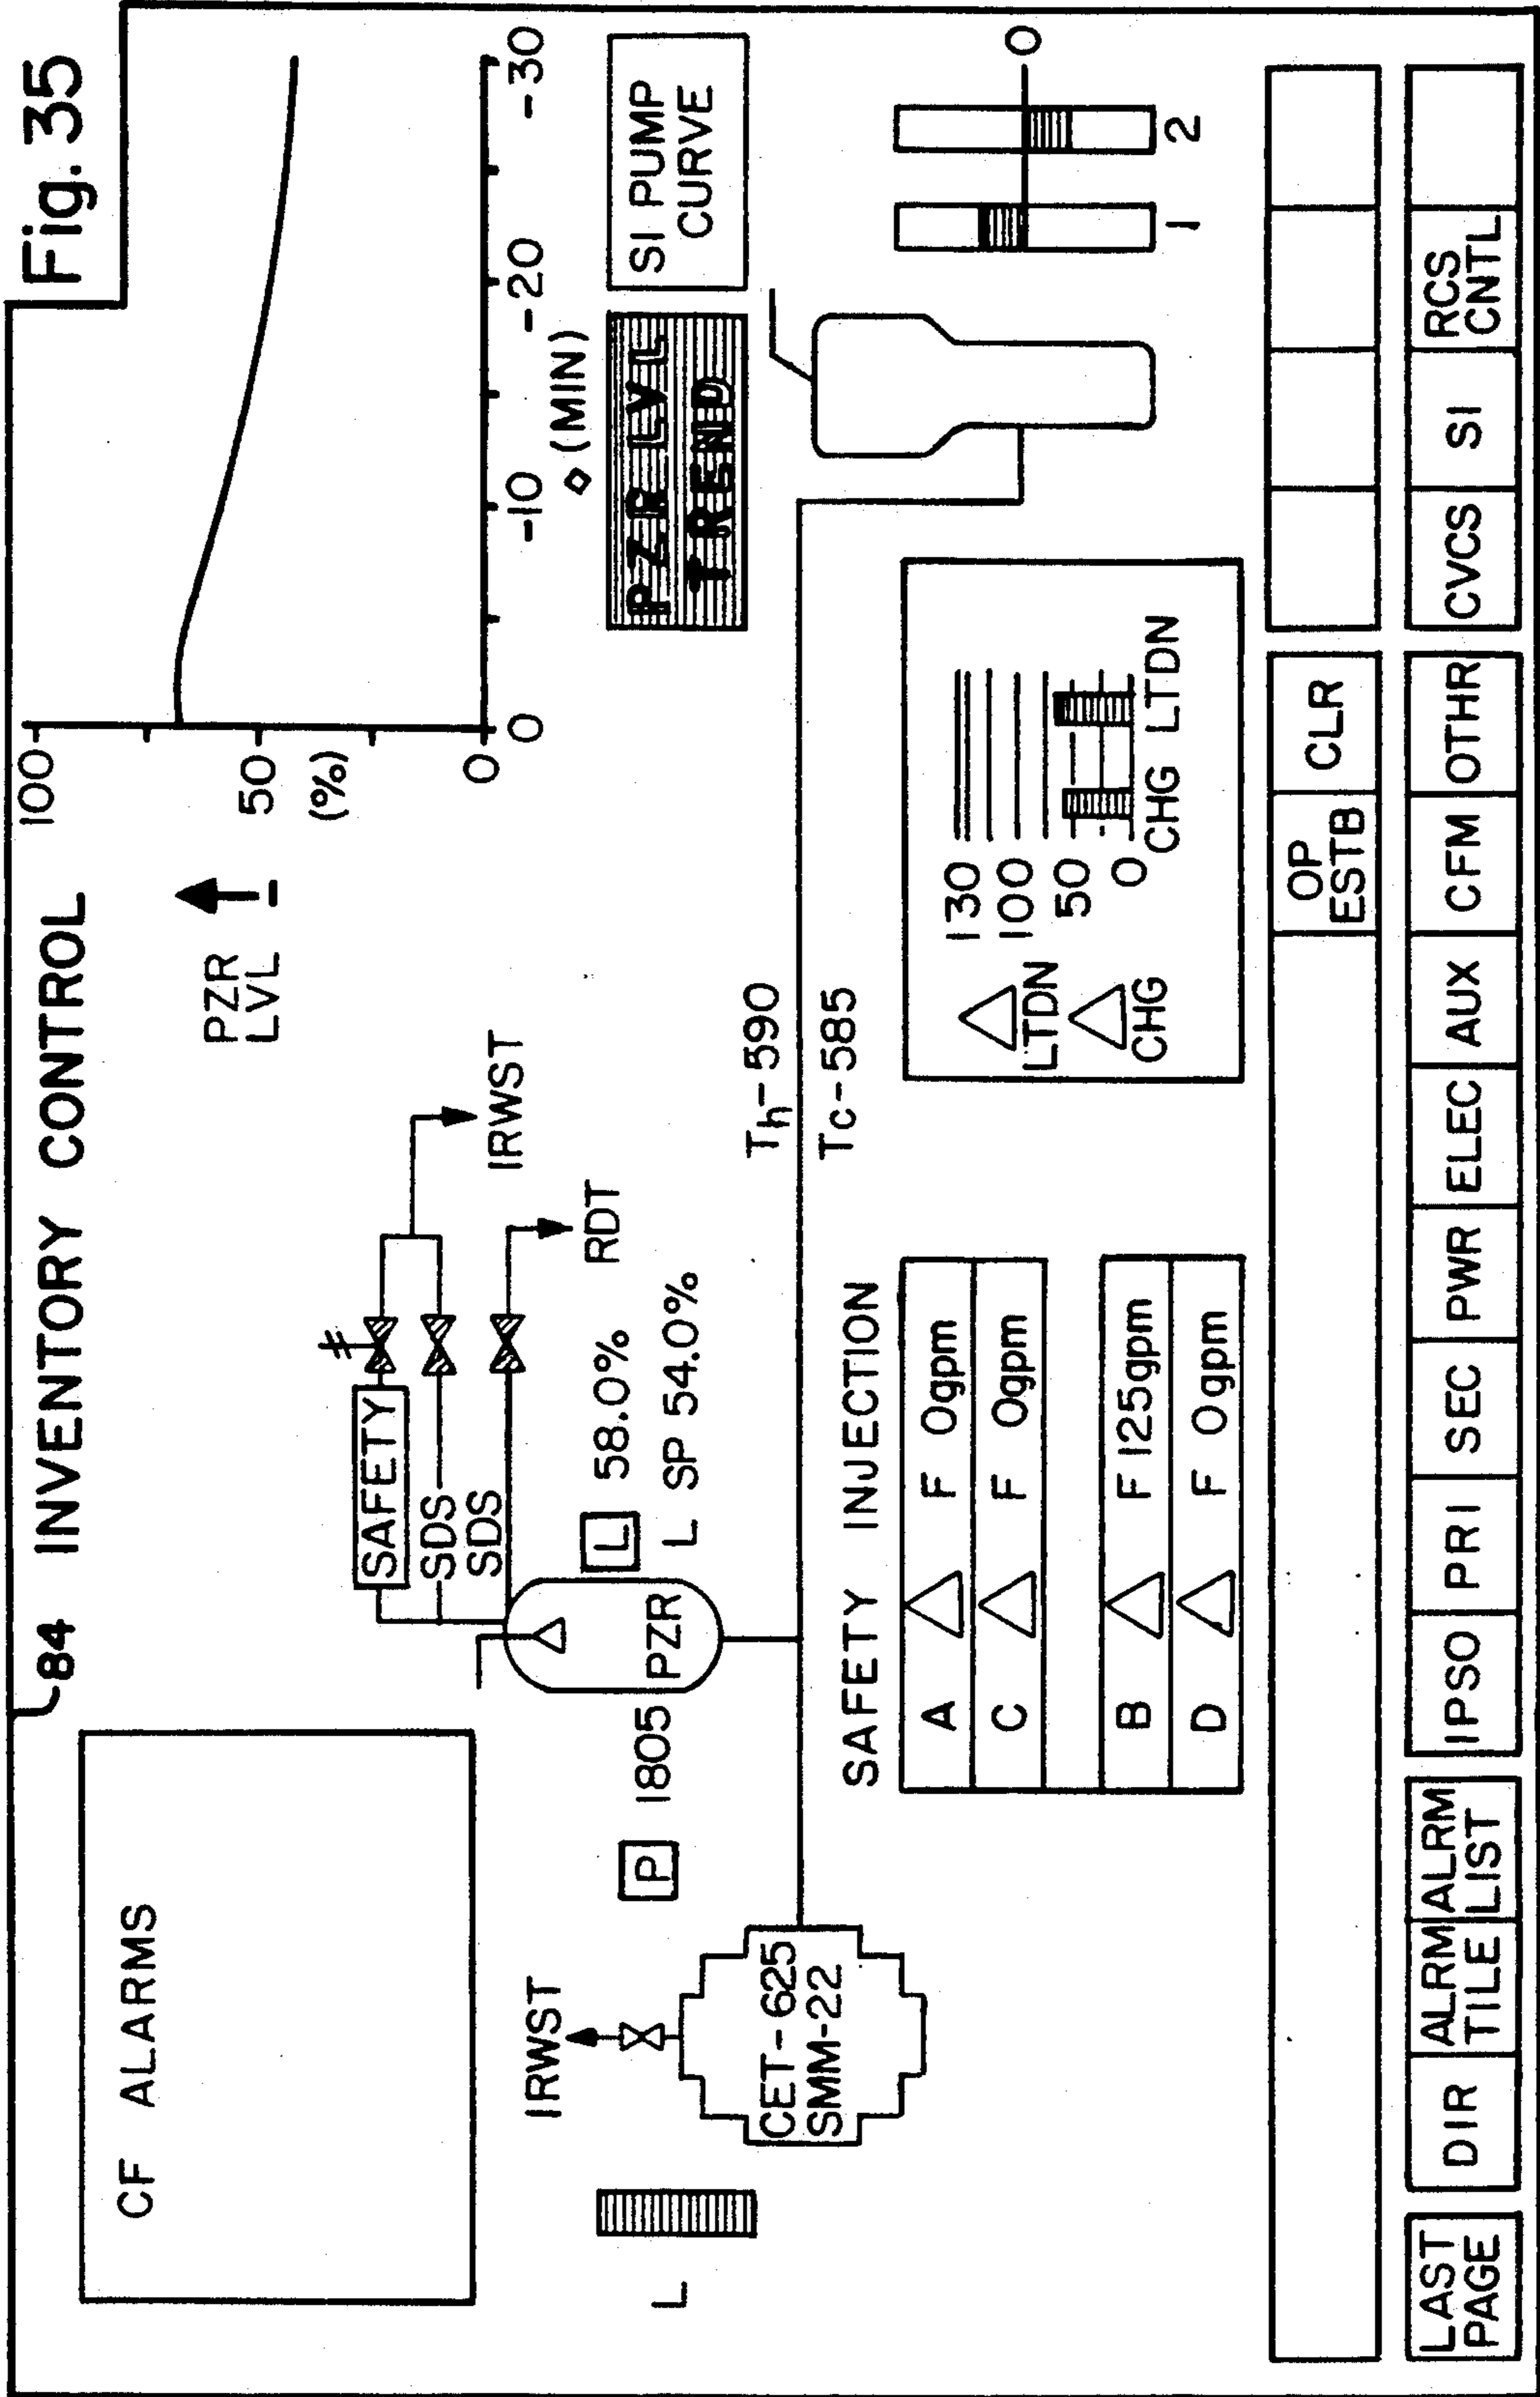 Fig. 35
84
INVENTORY CONTROL
CF ALARMS
PZR
LVL
100
50
(%)
0
0
-10
-20
-30
◊ (MIN)
PZR LVL
TREND
SI PUMP
CURVE
SAFETY
SDS
SDS
IRWST
RDT
IRWST
P 1805
PZR
L 58.0%
L SP 54.0%
L
CET-625
SMM-22
Th-590
Tc-585
SAFETY INJECTION
A F 0gpm
C F 0gpm
B F 125gpm
D F 0gpm
LTDN
CHG
130
100
50
0
CHG LTDN
0
1
2
OP
ESTB
CLR
LAST
PAGE
DIR
ALRM
TILE
ALRM
LIST
IPSO
PRI
SEC
PWR
ELEC
AUX
CFM
OTHR
CVCS
SI
RCS
CNTL